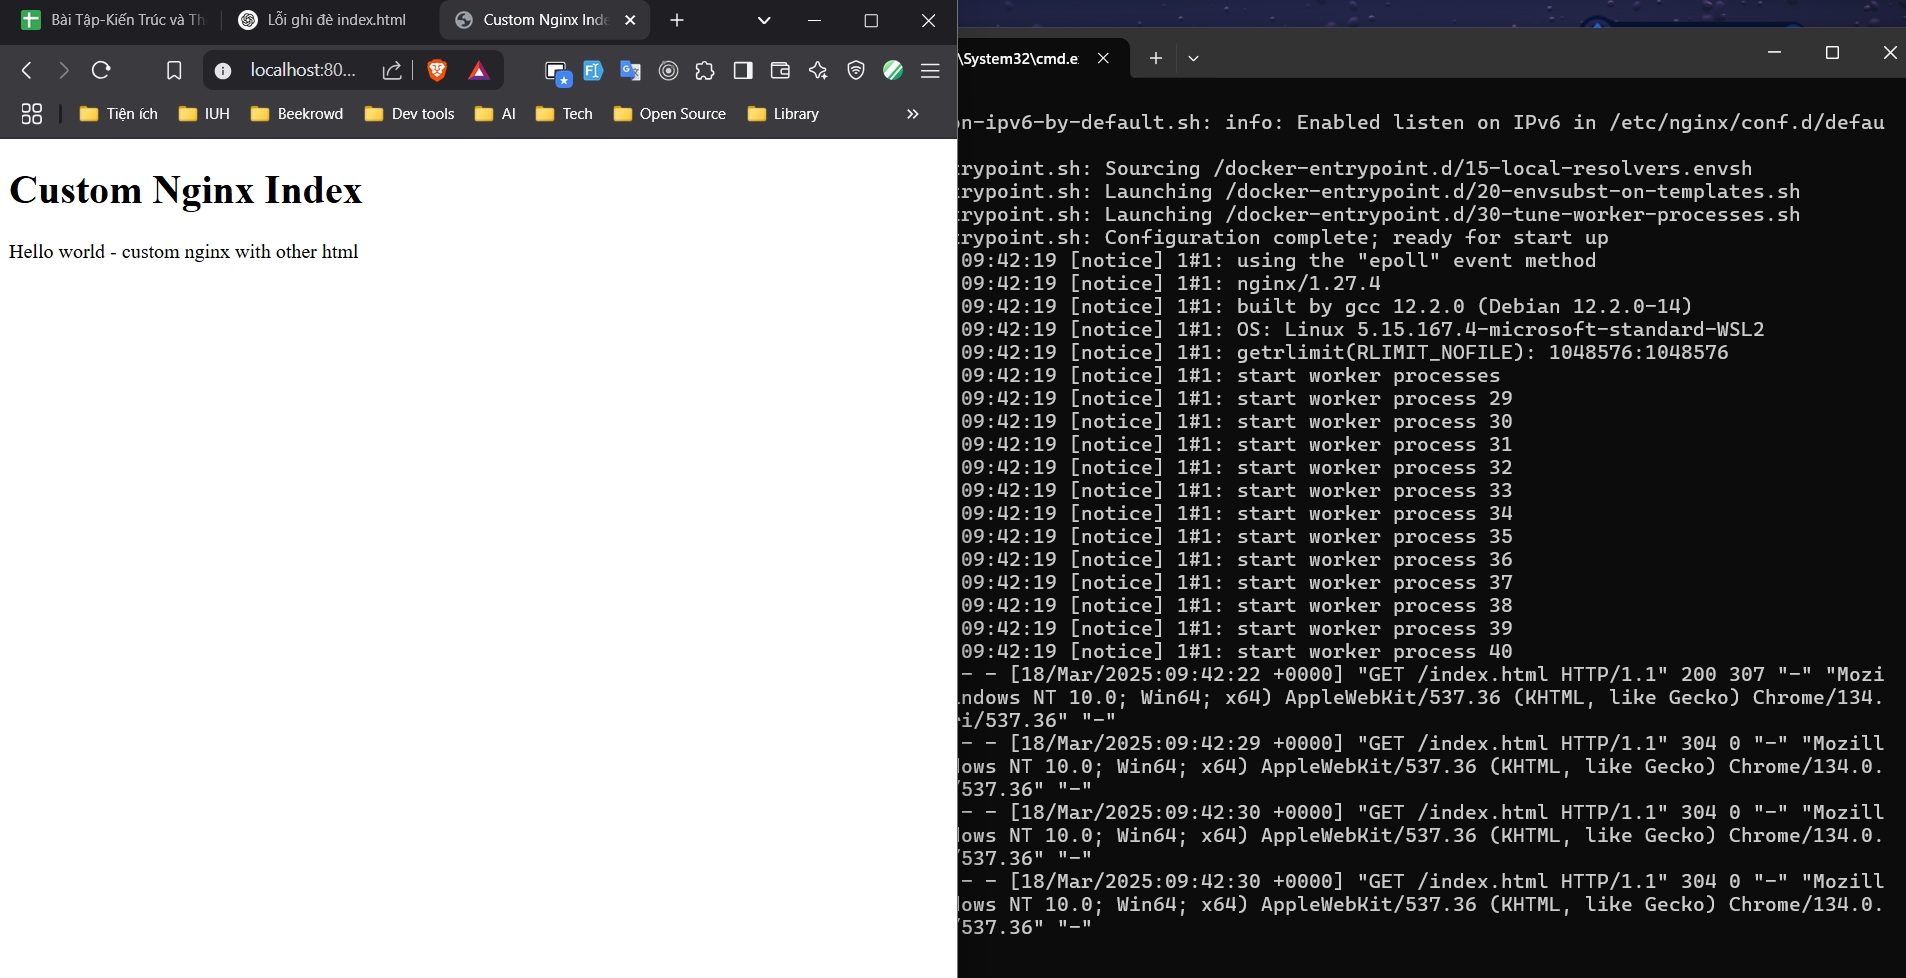 Bài Tập-Kiến Trúc và Th
Lỗi ghi đè index.html
Custom Nginx Inde
localhost:80...
Tiện ích
IUH
Beekrowd
Dev tools
AI
Tech
Open Source
Library
Custom Nginx Index
Hello world - custom nginx with other html
\System32\cmd.e
on-ipv6-by-default.sh: info: Enabled listen on IPv6 in /etc/nginx/conf.d/defau
trypoint.sh: Sourcing /docker-entrypoint.d/15-local-resolvers.envsh
trypoint.sh: Launching /docker-entrypoint.d/20-envsubst-on-templates.sh
trypoint.sh: Launching /docker-entrypoint.d/30-tune-worker-processes.sh
trypoint.sh: Configuration complete; ready for start up
09:42:19 [notice] 1#1: using the "epoll" event method
09:42:19 [notice] 1#1: nginx/1.27.4
09:42:19 [notice] 1#1: built by gcc 12.2.0 (Debian 12.2.0-14)
09:42:19 [notice] 1#1: OS: Linux 5.15.167.4-microsoft-standard-WSL2
09:42:19 [notice] 1#1: getrlimit(RLIMIT_NOFILE): 1048576:1048576
09:42:19 [notice] 1#1: start worker processes
09:42:19 [notice] 1#1: start worker process 29
09:42:19 [notice] 1#1: start worker process 30
09:42:19 [notice] 1#1: start worker process 31
09:42:19 [notice] 1#1: start worker process 32
09:42:19 [notice] 1#1: start worker process 33
09:42:19 [notice] 1#1: start worker process 34
09:42:19 [notice] 1#1: start worker process 35
09:42:19 [notice] 1#1: start worker process 36
09:42:19 [notice] 1#1: start worker process 37
09:42:19 [notice] 1#1: start worker process 38
09:42:19 [notice] 1#1: start worker process 39
09:42:19 [notice] 1#1: start worker process 40
- - [18/Mar/2025:09:42:22 +0000] "GET /index.html HTTP/1.1" 200 307 "-" "Mozi
ndows NT 10.0; Win64; x64) AppleWebKit/537.36 (KHTML, like Gecko) Chrome/134.
ri/537.36" "-"
- - [18/Mar/2025:09:42:29 +0000] "GET /index.html HTTP/1.1" 304 0 "-" "Mozill
dows NT 10.0; Win64; x64) AppleWebKit/537.36 (KHTML, like Gecko) Chrome/134.0.
/537.36" "-"
- - [18/Mar/2025:09:42:30 +0000] "GET /index.html HTTP/1.1" 304 0 "-" "Mozill
dows NT 10.0; Win64; x64) AppleWebKit/537.36 (KHTML, like Gecko) Chrome/134.0.
/537.36" "-"
- - [18/Mar/2025:09:42:30 +0000] "GET /index.html HTTP/1.1" 304 0 "-" "Mozill
dows NT 10.0; Win64; x64) AppleWebKit/537.36 (KHTML, like Gecko) Chrome/134.0.
/537.36" "-"